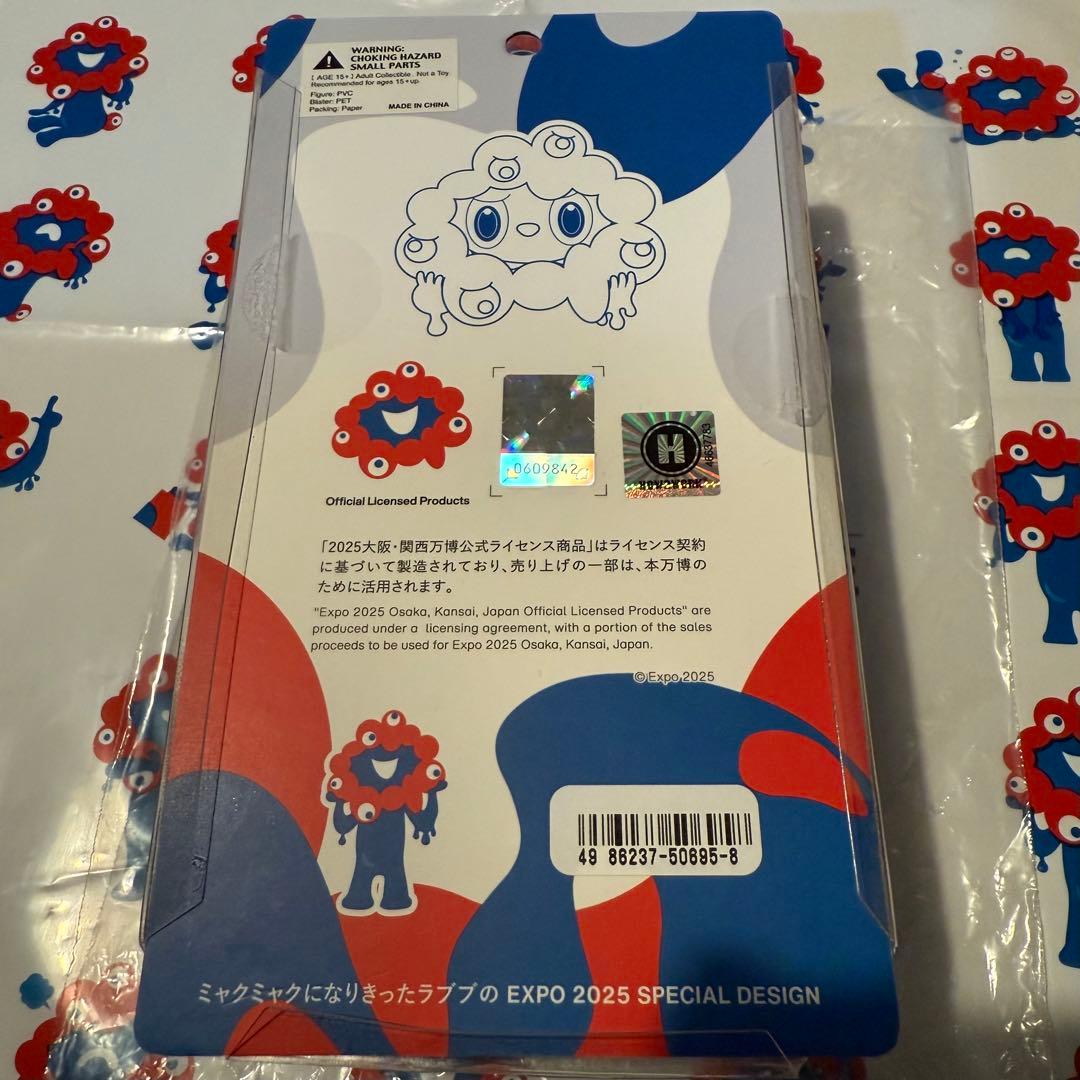 WARNING:
CHOKING HAZARD
SMALL PARTS
[ AGE 15+ ] Adult Collectible . Not a Toy
Recommended for ages 15+up.
Figure: PVC
Blister: PET
Packing: Paper
MADE IN CHINA
0609842
H
46637783
Official Licensed Products
「2025大阪・関西万博公式ライセンス商品」はライセンス契約
に基づいて製造されており、売り上げの一部は、本万博の
ために活用されます。
"Expo 2025 Osaka, Kansai, Japan Official Licensed Products" are
produced under a licensing agreement, with a portion of the sales
proceeds to be used for Expo 2025 Osaka, Kansai, Japan.
©Expo 2025
49 86237-50695-8
ミャクミャクになりきったラブブの EXPO 2025 SPECIAL DESIGN